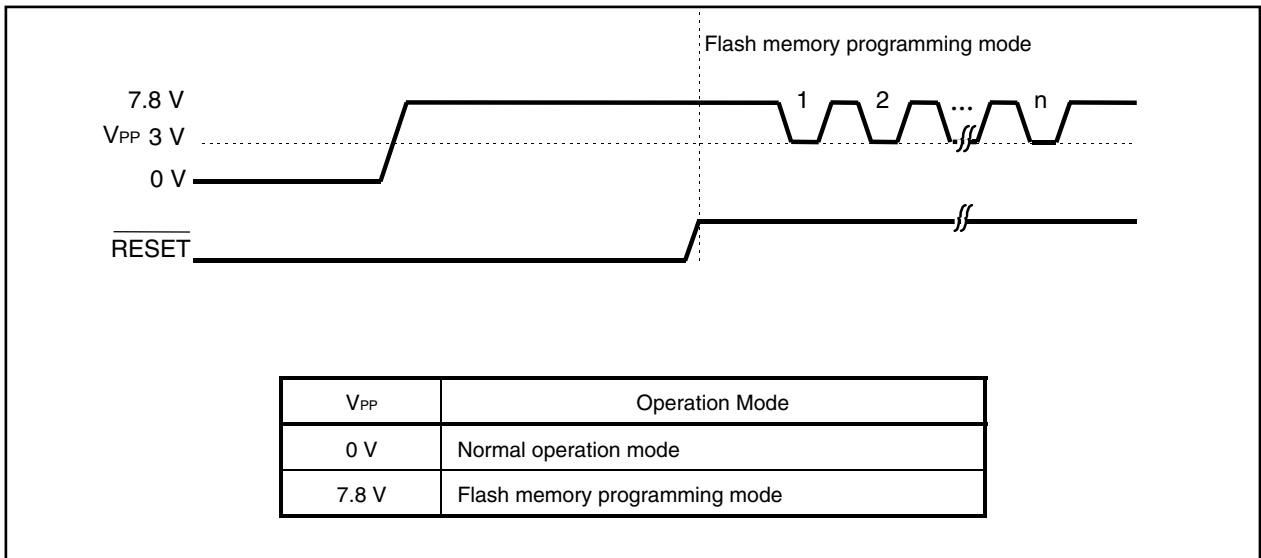 Flash memory programming mode
7.8 V
1 2 ... n
VPP 3 V
0 V
RESET
VPP Operation Mode
0 V Normal operation mode
7.8 V Flash memory programming mode